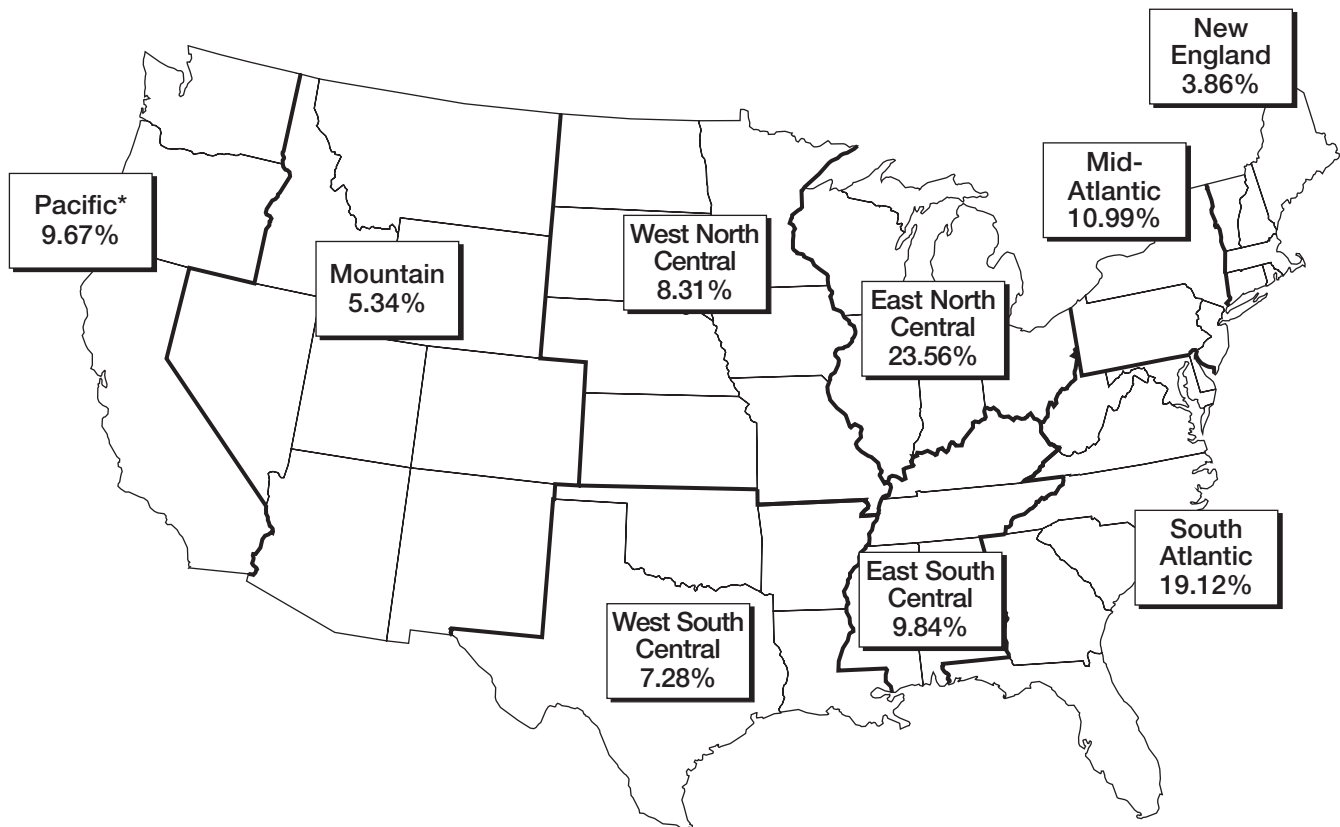 New
England
3.86%
Mid-
Atlantic
10.99%
Pacific*
9.67%
Mountain
5.34%
West North
Central
8.31%
East North
Central
23.56%
South
Atlantic
19.12%
East South
Central
9.84%
West South
Central
7.28%